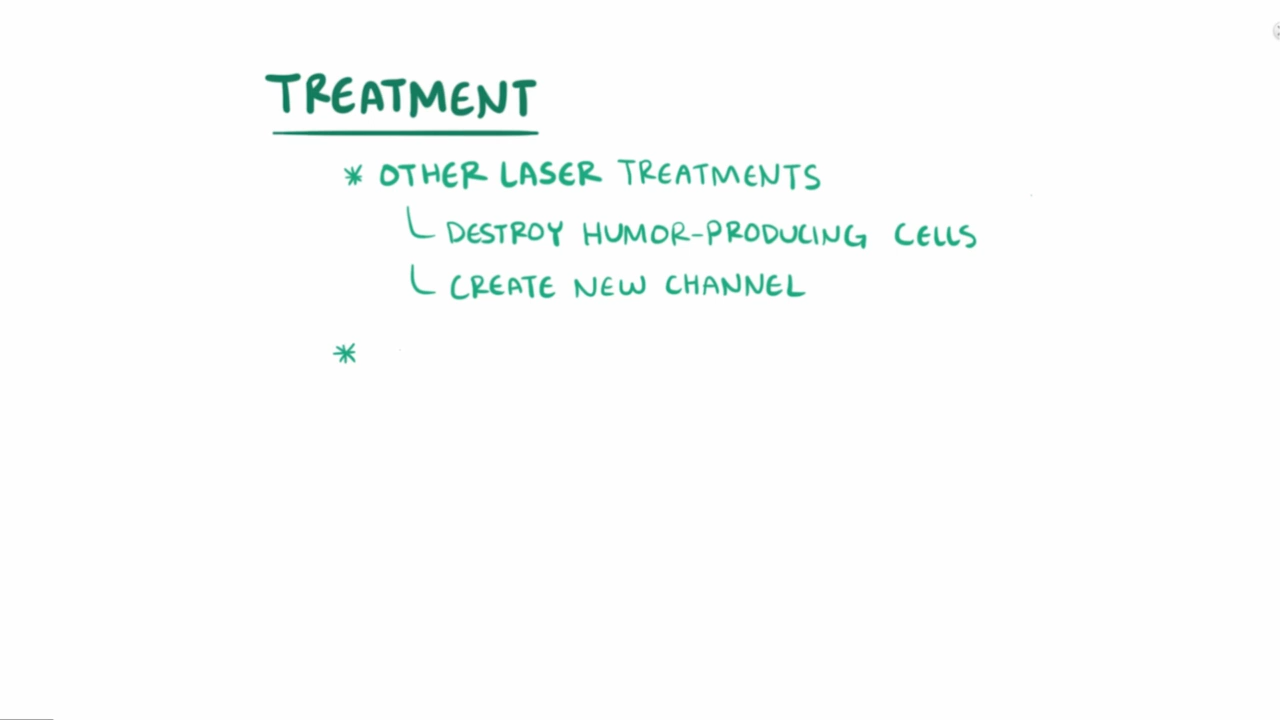 TREATMENT
* OTHER LASER TREATMENTS
DESTROY HUMOR-PRODUCING CELLS
CREATE NEW CHANNEL
*